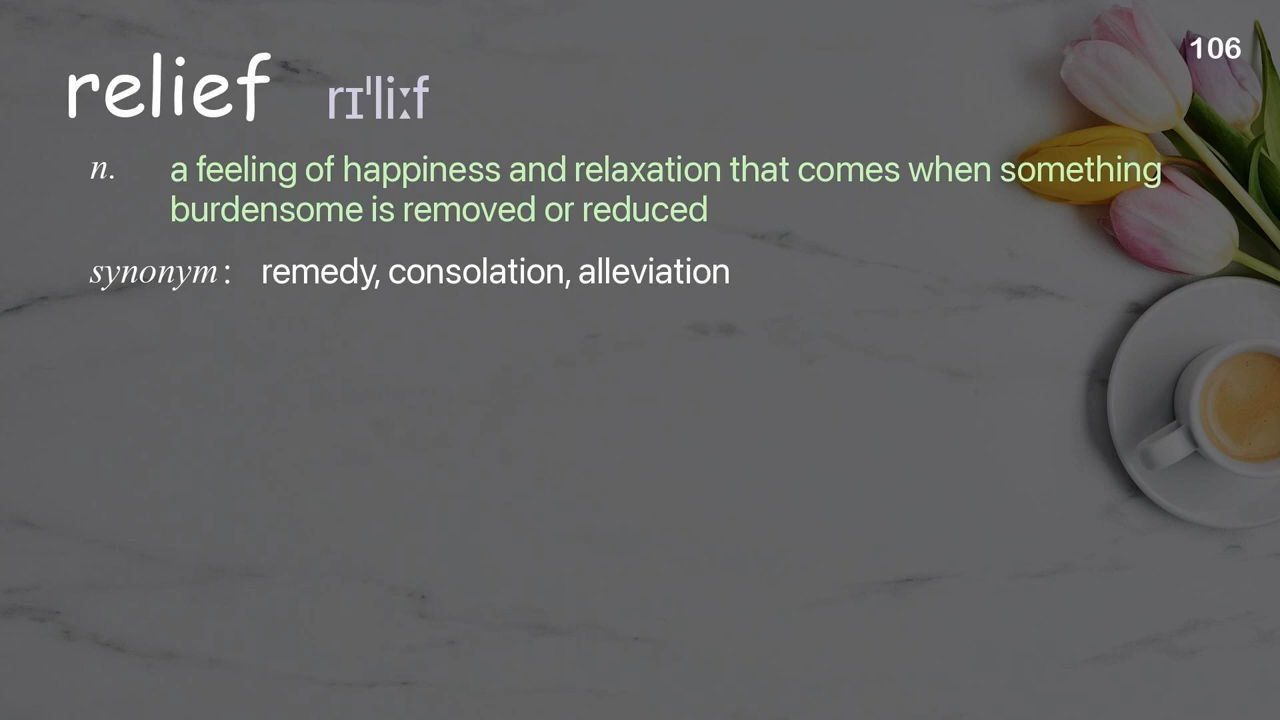 106
relief rɪˈliːf
n. a feeling of happiness and relaxation that comes when something
burdensome is removed or reduced
synonym: remedy, consolation, alleviation